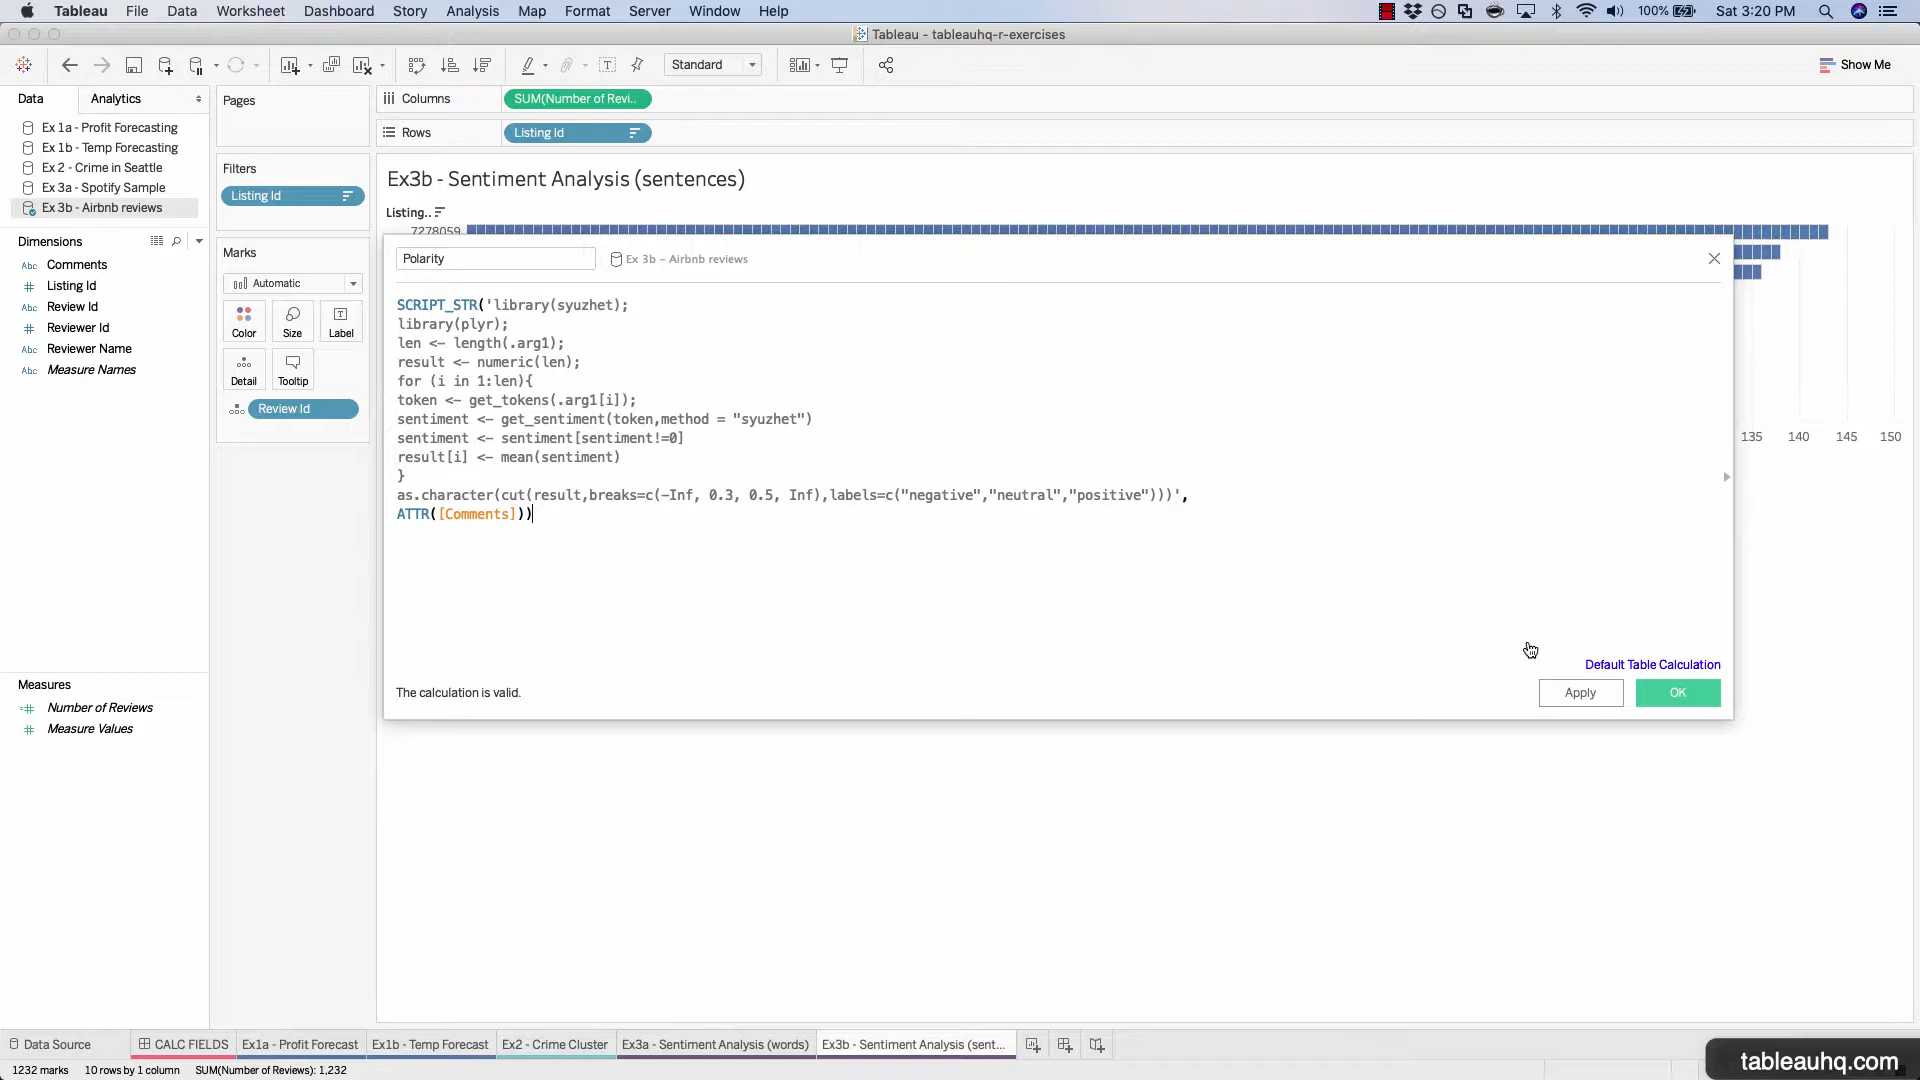 Tableau File Data Worksheet Dashboard Story Analysis Map Format Server Window Help 100% Sat 3:20 PM
Tableau - tableauhq-r-exercises
Standard Show Me
Data Analytics
Ex 1a - Profit Forecasting
Ex 1b - Temp Forecasting
Ex 2 - Crime in Seattle
Ex 3a - Spotify Sample
Ex 3b - Airbnb reviews
Dimensions
Abc Comments
# Listing Id
Abc Review Id
# Reviewer Id
Abc Reviewer Name
Abc Measure Names
Measures
=# Number of Reviews
# Measure Values
Pages
Filters
Listing Id
Marks
Automatic
Color Size Label
Detail Tooltip
Review Id
Columns SUM(Number of Revi..
Rows Listing Id
Ex3b - Sentiment Analysis (sentences)
Listing..
7278059
Polarity Ex 3b - Airbnb reviews
SCRIPT_STR('library(syuzhet);
library(plyr);
len <- length(.arg1);
result <- numeric(len);
for (i in 1:len){
token <- get_tokens(.arg1[i]);
sentiment <- get_sentiment(token,method = "syuzhet")
sentiment <- sentiment[sentiment!=0]
result[i] <- mean(sentiment)
}
as.character(cut(result,breaks=c(-Inf, 0.3, 0.5, Inf),labels=c("negative","neutral","positive")))',
ATTR([Comments]))
Default Table Calculation
The calculation is valid.
Apply OK
135 140 145 150
Data Source CALC FIELDS Ex1a - Profit Forecast Ex1b - Temp Forecast Ex2 - Crime Cluster Ex3a - Sentiment Analysis (words) Ex3b - Sentiment Analysis (sent...
1232 marks 10 rows by 1 column SUM(Number of Reviews): 1,232
tableauhq.com